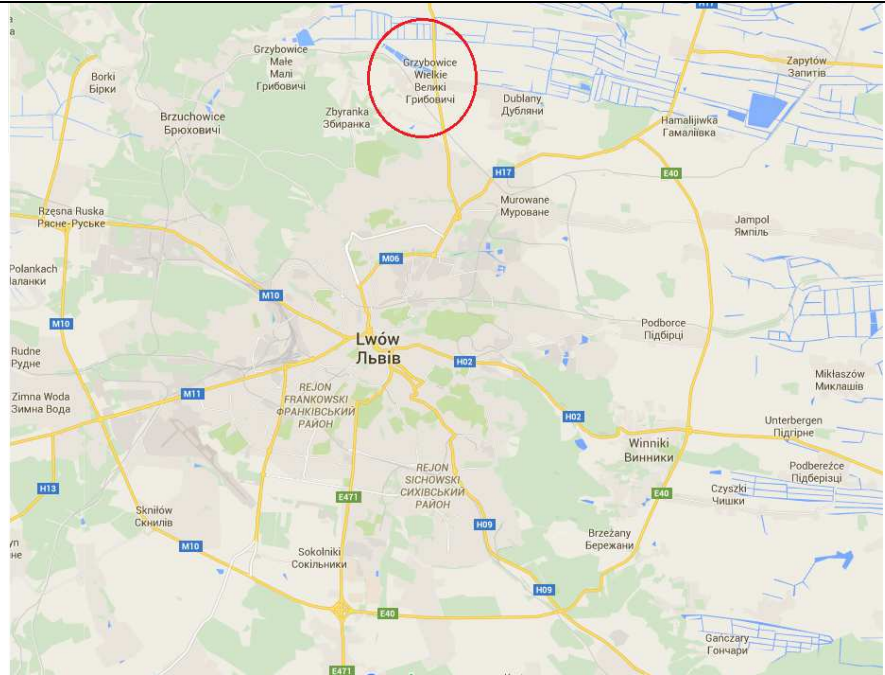 H17
Grzybowice
Małe
Малі
Грибовичі
Grzybowice
Wielkie
Великі
Грибовичі
Zapytów
Запитів
Borki
Бірки
Brzuchowice
Брюховичі
Zbyranka
Збиранка
Dublany
Дубляни
Hamalijwka
Гамаліївка
H17
E40
Murowane
Муроване
Rzęsna Ruska
Рясне-Руське
Jampol
Ямпіль
M06
Polankach
M10
M10
Podborce
Підбірці
Lwów
Львів
Rudne
Рудне
H02
Mikłaszów
Миклашів
M11
REJON
FRANKOWSKI
ФРАНКІВСЬКИЙ
РАЙОН
Zimna Woda
Зимна Вода
H02
Unterbergen
Підгірне
Winniki
Винники
REJON
SICHOWSKI
СИХІВСЬКИЙ
РАЙОН
Podbereźce
Підберізці
H13
E471
E40
Czyszki
Чишки
Skniłów
Скнилів
H09
Brzeżany
Бережани
M10
Sokolniki
Сокільники
H09
E40
Ganczary
Гончари
E471